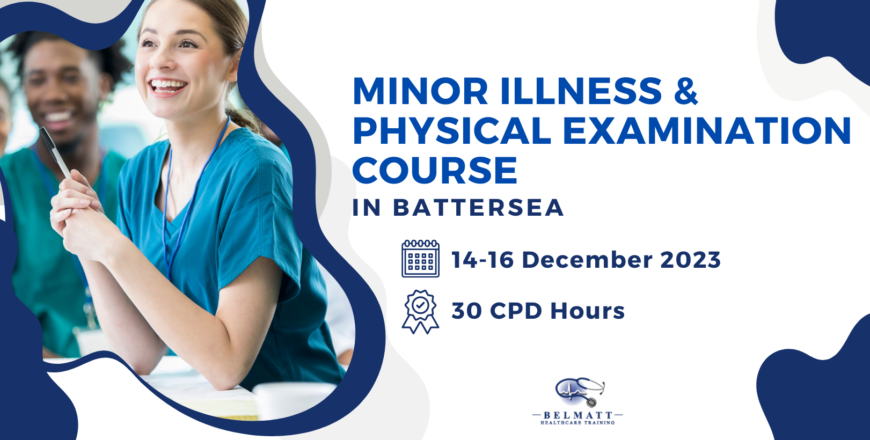 MINOR ILLNESS &
PHYSICAL EXAMINATION
COURSE
IN BATTERSEA
14-16 December 2023
30 CPD Hours
BELMATT
HEALTHCARE TRAINING